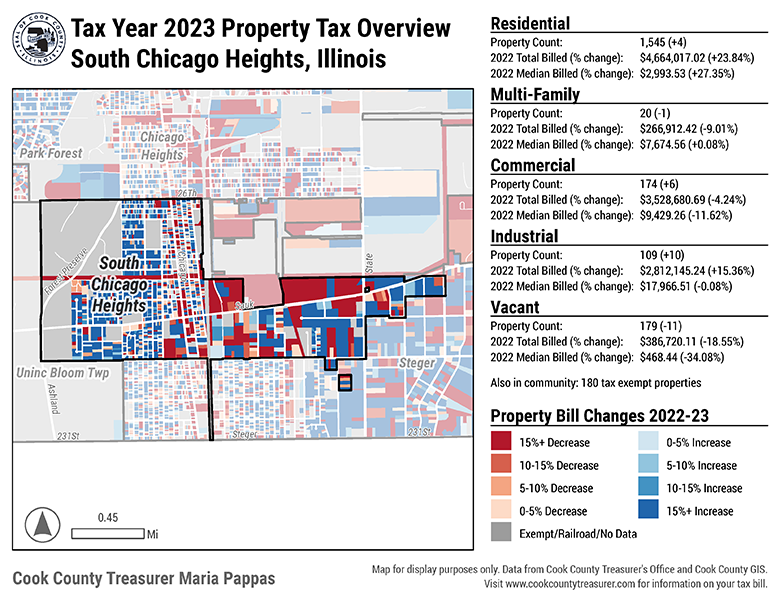 Tax Year 2023 Property Tax Overview
South Chicago Heights, Illinois
Park Forest
Chicago
Heights
26Th
South
Chicago
Heights
Forest Preserve
State
Sauk
Uninc Bloom Twp
Steger
Ashland
231St
Steger
231St
0.45
Mi
Cook County Treasurer Maria Pappas
Residential
Property Count: 1,545 (+4)
2022 Total Billed (% change): $4,664,017.02 (+23.84%)
2022 Median Billed (% change): $2,993.53 (+27.35%)
Multi-Family
Property Count: 20 (-1)
2022 Total Billed (% change): $266,912.42 (-9.01%)
2022 Median Billed (% change): $7,674.56 (+0.08%)
Commercial
Property Count: 174 (+6)
2022 Total Billed (% change): $3,528,680.69 (-4.24%)
2022 Median Billed (% change): $9,429.26 (-11.62%)
Industrial
Property Count: 109 (+10)
2022 Total Billed (% change): $2,812,145.24 (+15.36%)
2022 Median Billed (% change): $17,966.51 (-0.08%)
Vacant
Property Count: 179 (-11)
2022 Total Billed (% change): $386,720.11 (-18.55%)
2022 Median Billed (% change): $468.44 (-34.08%)
Also in community: 180 tax exempt properties
Property Bill Changes 2022-23
15%+ Decrease
10-15% Decrease
5-10% Decrease
0-5% Decrease
Exempt/Railroad/No Data
0-5% Increase
5-10% Increase
10-15% Increase
15%+ Increase
Map for display purposes only. Data from Cook County Treasurer's Office and Cook County GIS.
Visit www.cookcountytreasurer.com for information on your tax bill.